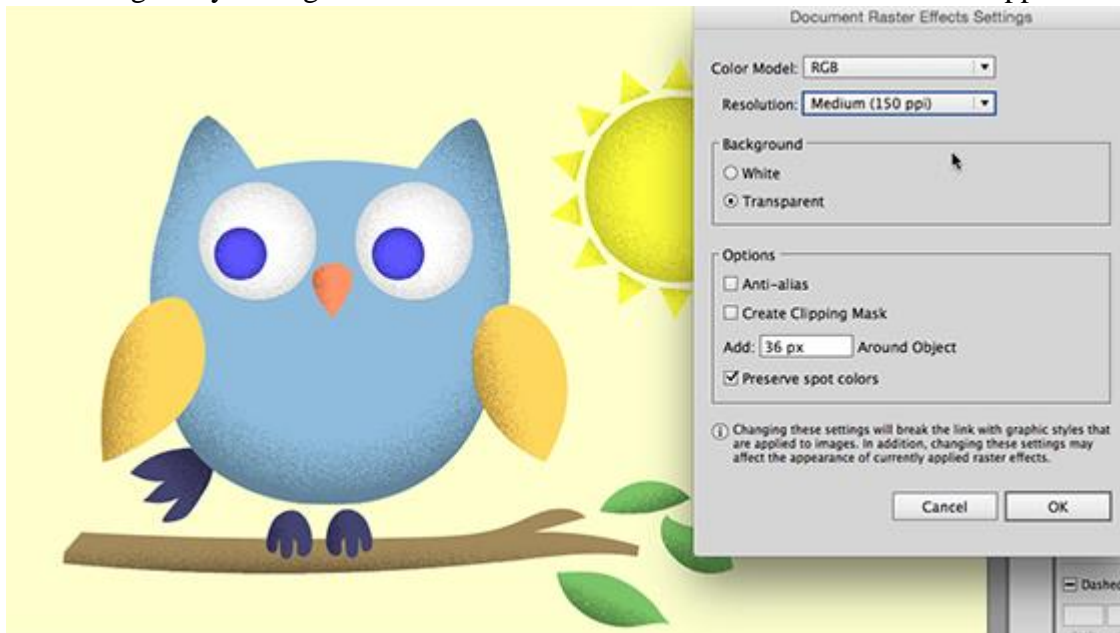 Document Raster Effects Settings
Color Model: RGB
Resolution: Medium (150 ppi)
Background
White
Transparent
Options
Anti-alias
Create Clipping Mask
Add: 36 px Around Object
Preserve spot colors
Changing these settings will break the link with graphic styles that
are applied to images. In addition, changing these settings may
affect the appearance of currently applied raster effects.
Cancel OK
Dashed